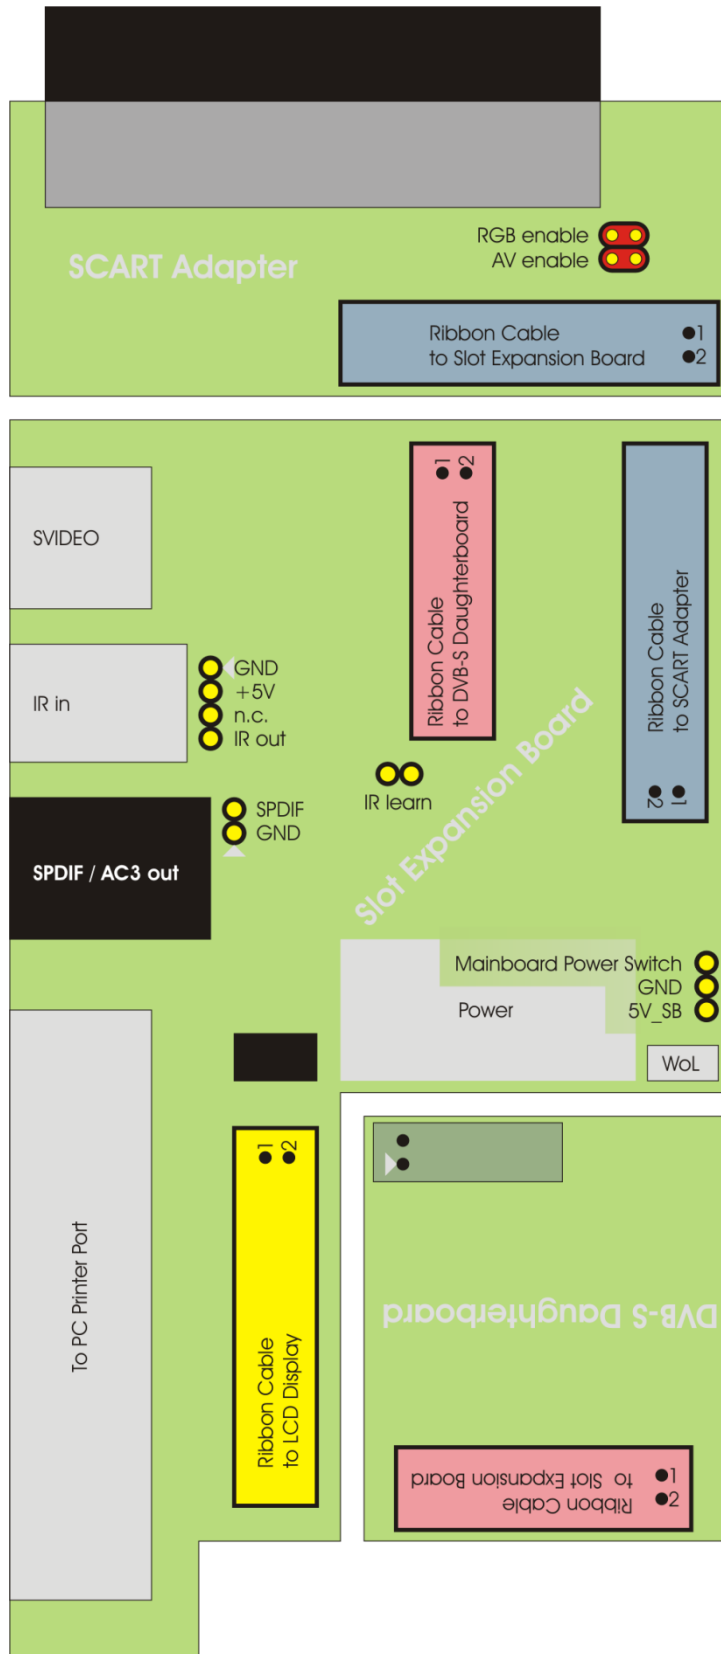 RGB enable
AV enable
SCART Adapter
Ribbon Cable
to Slot Expansion Board
1
2
SVIDEO
1
2
Ribbon Cable
to DVB-S Daughterboard
Ribbon Cable
to SCART Adapter
2
1
IR in
GND
+5V
n.c.
IR out
IR learn
SPDIF
GND
SPDIF / AC3 out
Slot Expansion Board
Mainboard Power Switch
GND
5V_SB
Power
WoL
1
2
To PC Printer Port
Ribbon Cable
to LCD Display
DVB-S Daughterboard
Ribbon Cable
to Slot Expansion Board
1
2